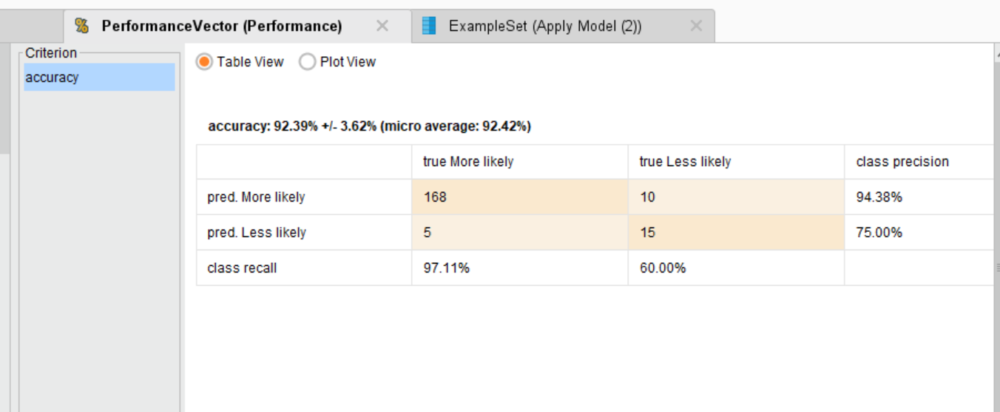 PerformanceVector (Performance) ExampleSet (Apply Model (2))
Criterion
accuracy
Table View Plot View
accuracy: 92.39% +/- 3.62% (micro average: 92.42%)
true More likely true Less likely class precision
pred. More likely 168 10 94.38%
pred. Less likely 5 15 75.00%
class recall 97.11% 60.00%